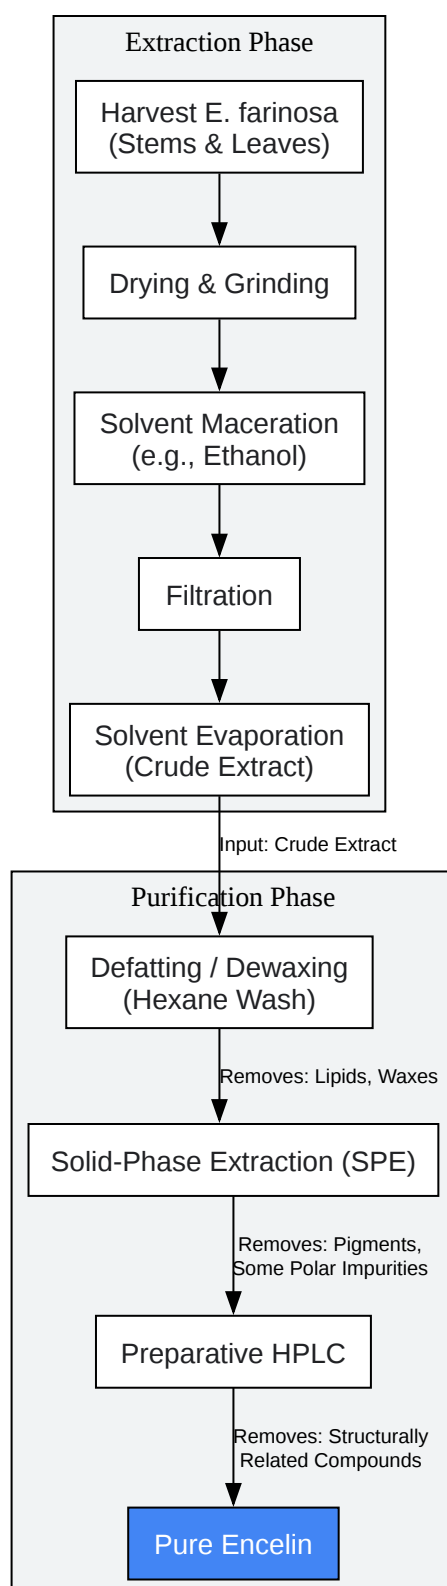 Extraction Phase
Harvest E. farinosa
(Stems & Leaves)
Drying & Grinding
Solvent Maceration
(e.g., Ethanol)
Filtration
Solvent Evaporation
(Crude Extract)
Input: Crude Extract
Purification Phase
Defatting / Dewaxing
(Hexane Wash)
Removes: Lipids, Waxes
Solid-Phase Extraction (SPE)
Removes: Pigments,
Some Polar Impurities
Preparative HPLC
Removes: Structurally
Related Compounds
Pure Encelin